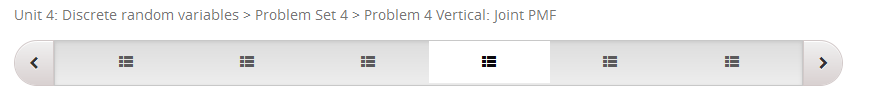 Unit 4: Discrete random variables > Problem Set 4 > Problem 4 Vertical: Joint PMF